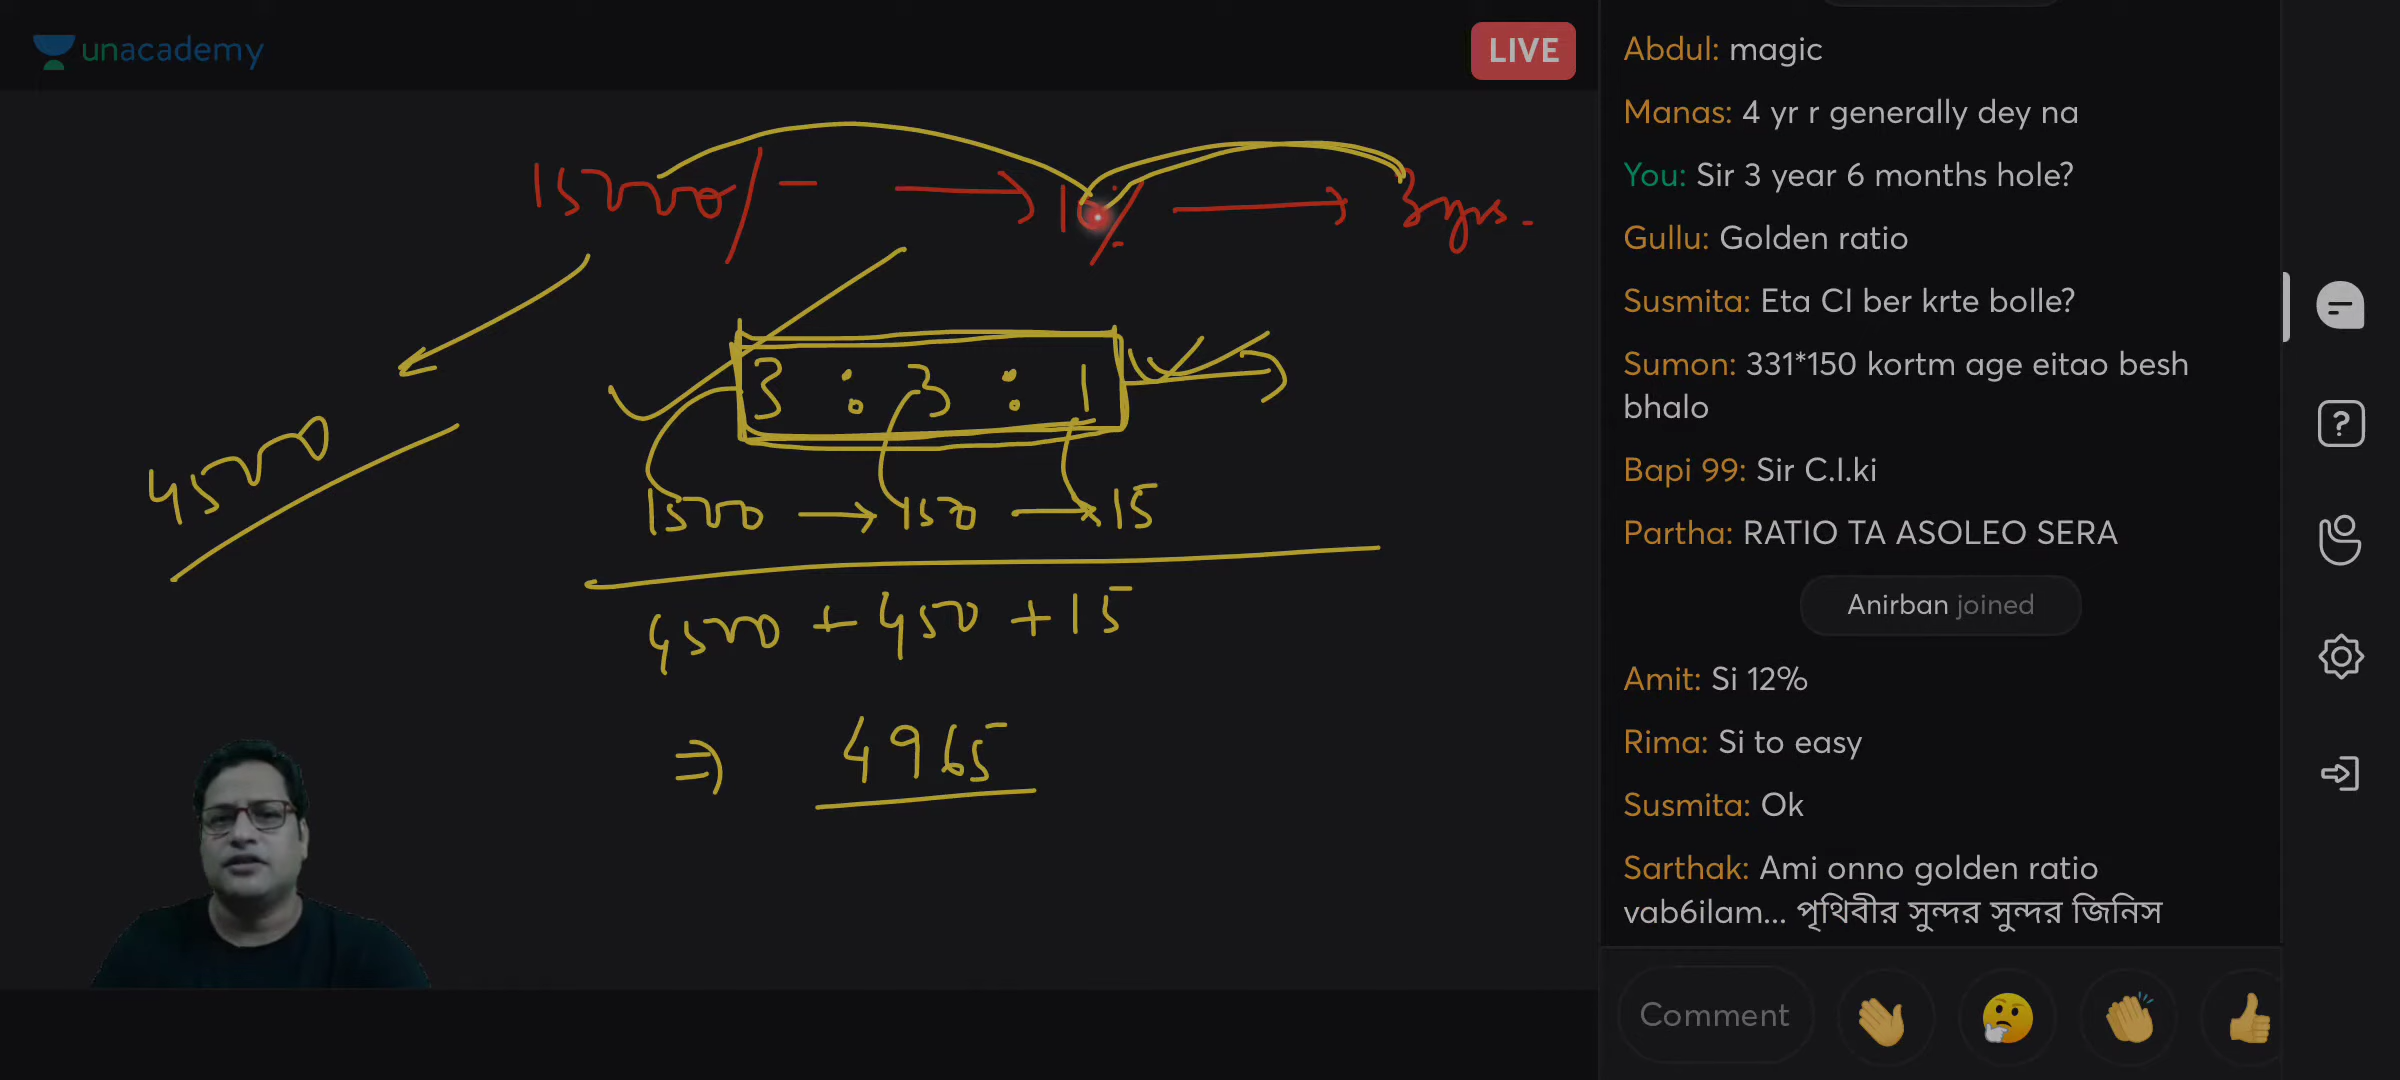 unacademy
LIVE
15000/- → 10% → 3yrs.
3 : 3 : 1
4500
1500 → 150 → 15
4500 + 450 + 15
⇒ 4965
Abdul: magic
Manas: 4 yr r generally dey na
You: Sir 3 year 6 months hole?
Gullu: Golden ratio
Susmita: Eta CI ber krte bolle?
Sumon: 331*150 kortm age eitao besh
bhalo
Bapi 99: Sir C.I.ki
Partha: RATIO TA ASOLEO SERA
Anirban joined
Amit: Si 12%
Rima: Si to easy
Susmita: Ok
Sarthak: Ami onno golden ratio
vab6ilam... পৃথিবীর সুন্দর সুন্দর জিনিস
Comment
?